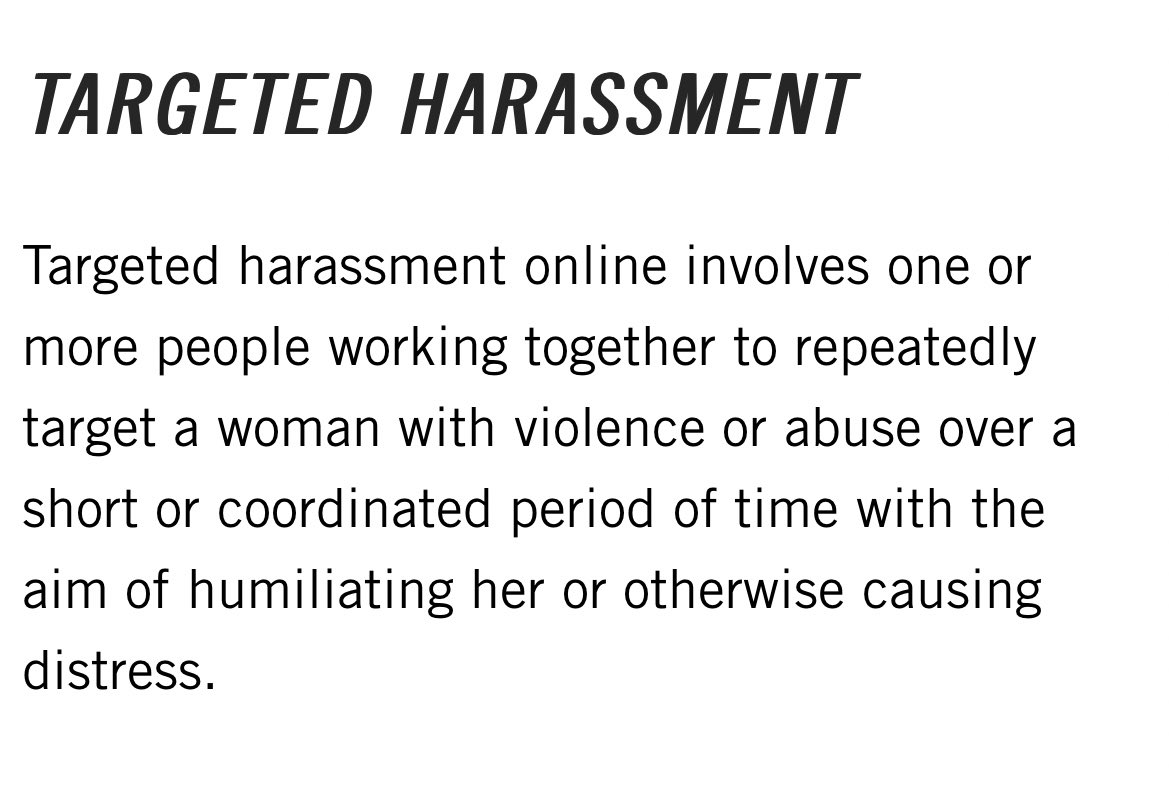 TARGETED HARASSMENT
Targeted harassment online involves one or
more people working together to repeatedly
target a woman with violence or abuse over a
short or coordinated period of time with the
aim of humiliating her or otherwise causing
distress.